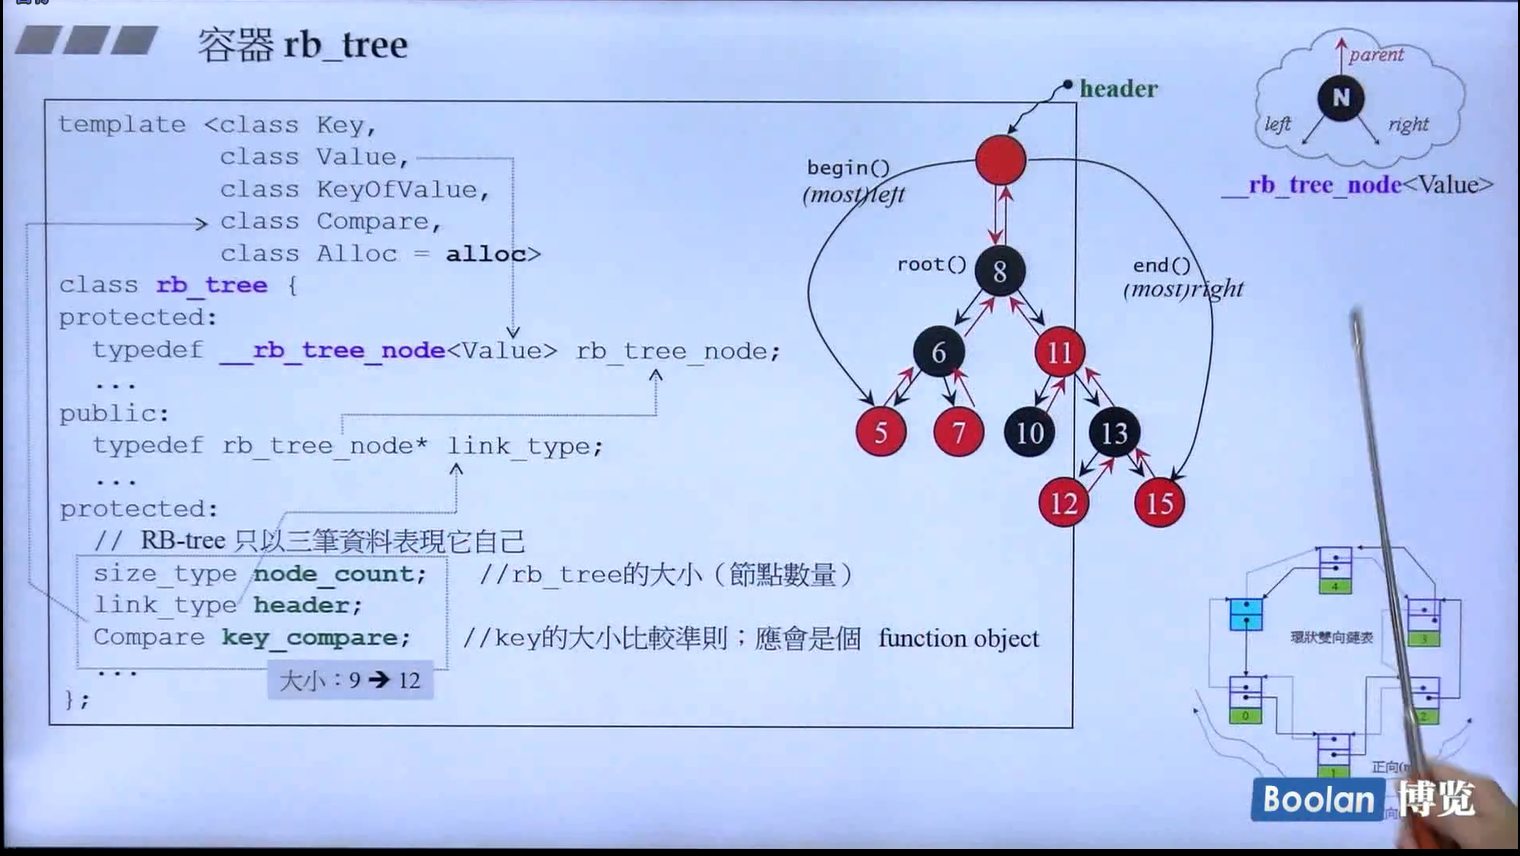 容器 rb_tree
template <class Key,
class Value,
class KeyOfValue,
class Compare,
class Alloc = alloc>
class rb_tree {
protected:
typedef __rb_tree_node<Value> rb_tree_node;
...
public:
typedef rb_tree_node* link_type;
...
protected:
// RB-tree 只以三筆資料表現它自己
size_type node_count; //rb_tree的大小（節點數量）
link_type header;
Compare key_compare; //key的大小比較準則；應會是個 function object
...
大小：9 → 12
};
header
begin()
(most)left
root()
end()
(most)right
8
6
11
5
7
10
13
12
15
parent
N
left
right
__rb_tree_node<Value>
4
環狀雙向鏈表
3
0
2
1
正向
Boolan 博览